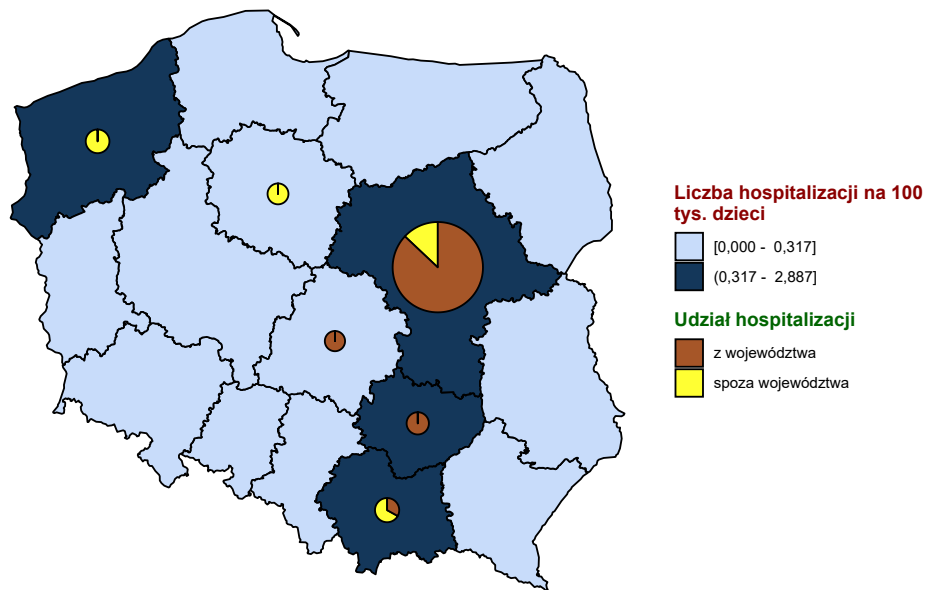 Liczba hospitalizacji na 100
tys. dzieci
[0,000 - 0,317]
(0,317 - 2,887]
Udział hospitalizacji
z województwa
spoza województwa